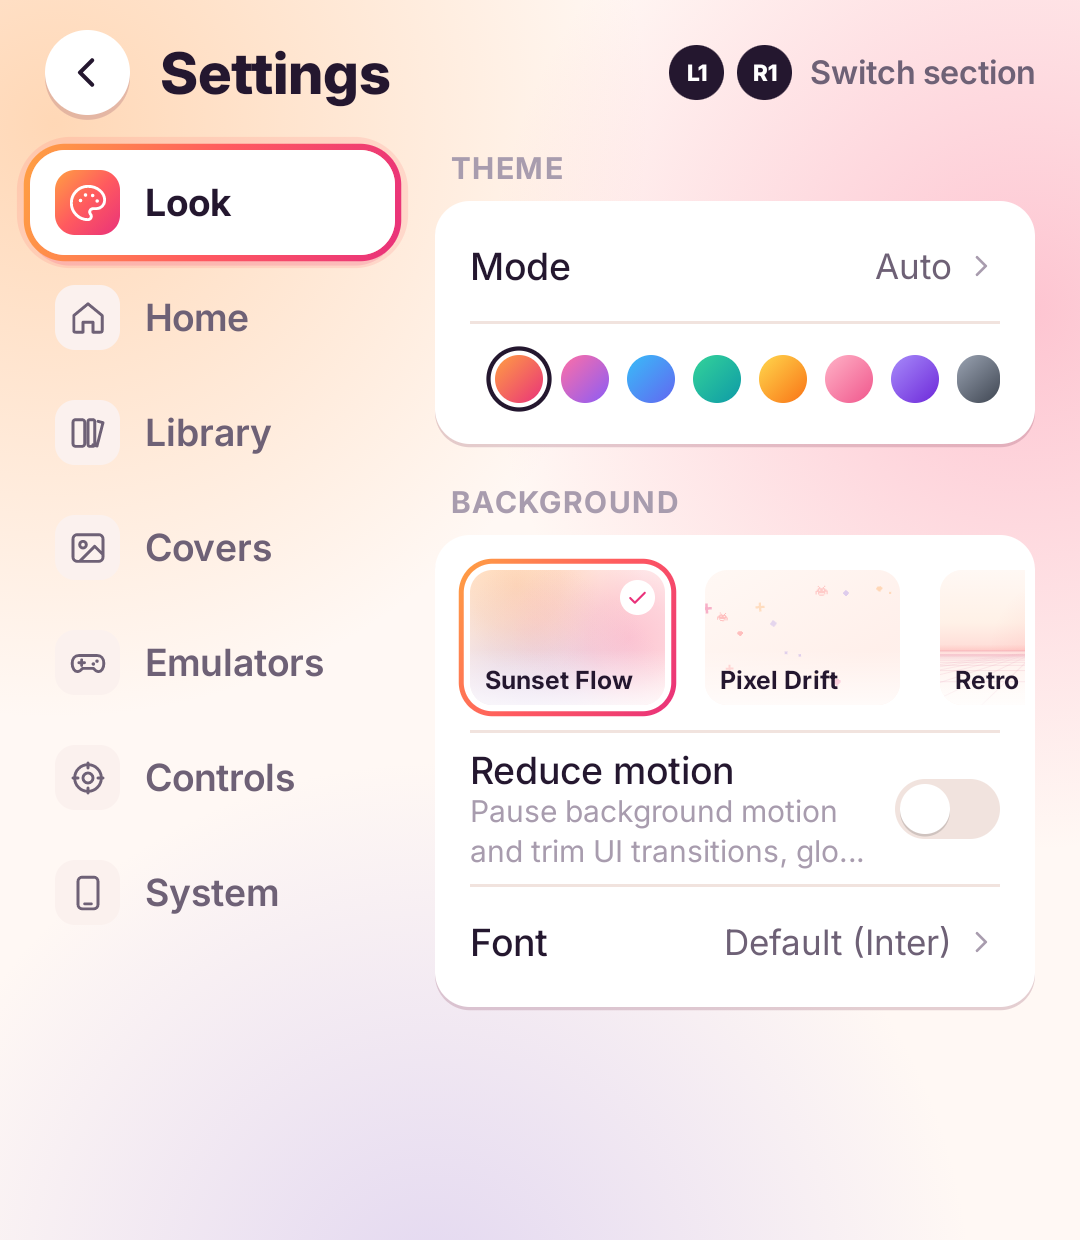 Settings
L1 R1 Switch section
Look
Home
Library
Covers
Emulators
Controls
System
THEME
Mode
Auto
BACKGROUND
Sunset Flow
Pixel Drift
Retro
Reduce motion
Pause background motion
and trim UI transitions, glo...
Font
Default (Inter)